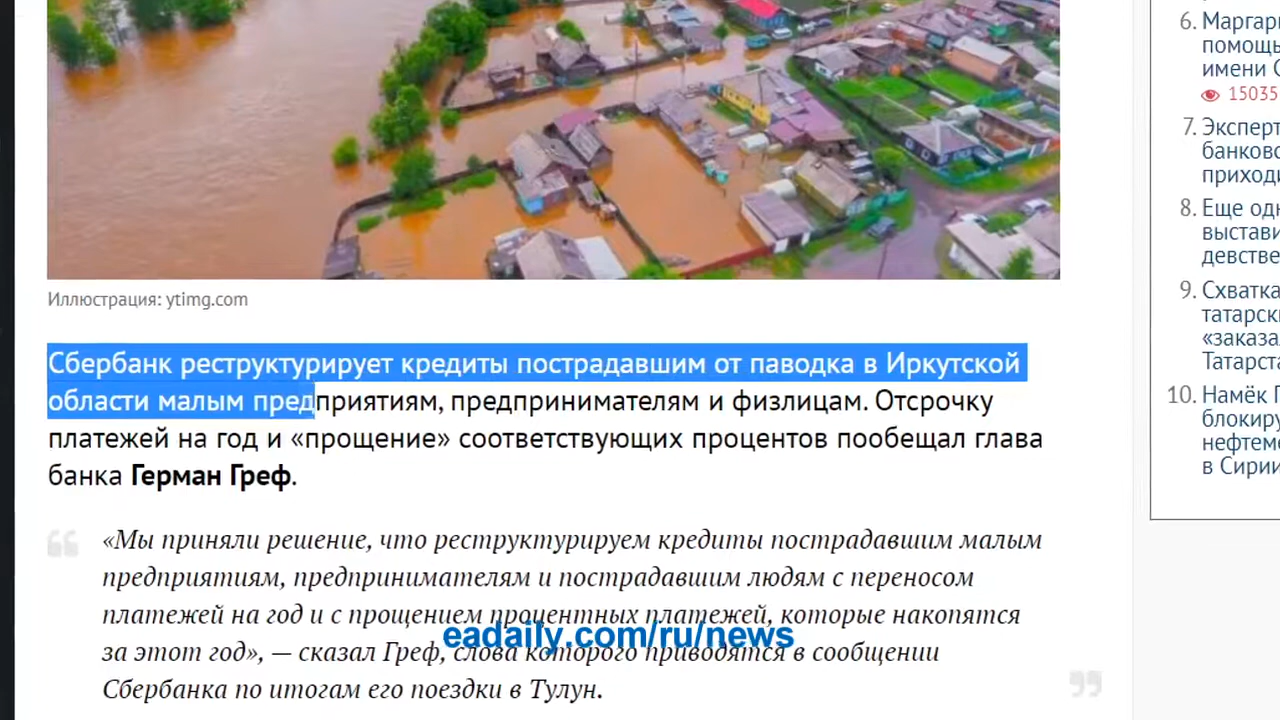 Иллюстрация: ytimg.com
Сбербанк реструктурирует кредиты пострадавшим от паводка в Иркутской
области малым предприятиям, предпринимателям и физлицам. Отсрочку
платежей на год и «прощение» соответствующих процентов пообещал глава
банка Герман Греф.
«Мы приняли решение, что реструктурируем кредиты пострадавшим малым
предприятиям, предпринимателям и пострадавшим людям с переносом
платежей на год и с прощением процентных платежей, которые накопятся
за этот год», — сказал Греф, слова которого приводятся в сообщении
Сбербанка по итогам его поездки в Тулун.
eadaily.com/ru/news
6. Маргар
помощь
имени С
15035
7. Эксперт
банковс
приходи
8. Еще одн
выстави
девстве
9. Схватка
татарск
«заказа
Татарста
10. Намёк
блокиру
нефтем
в Сирии